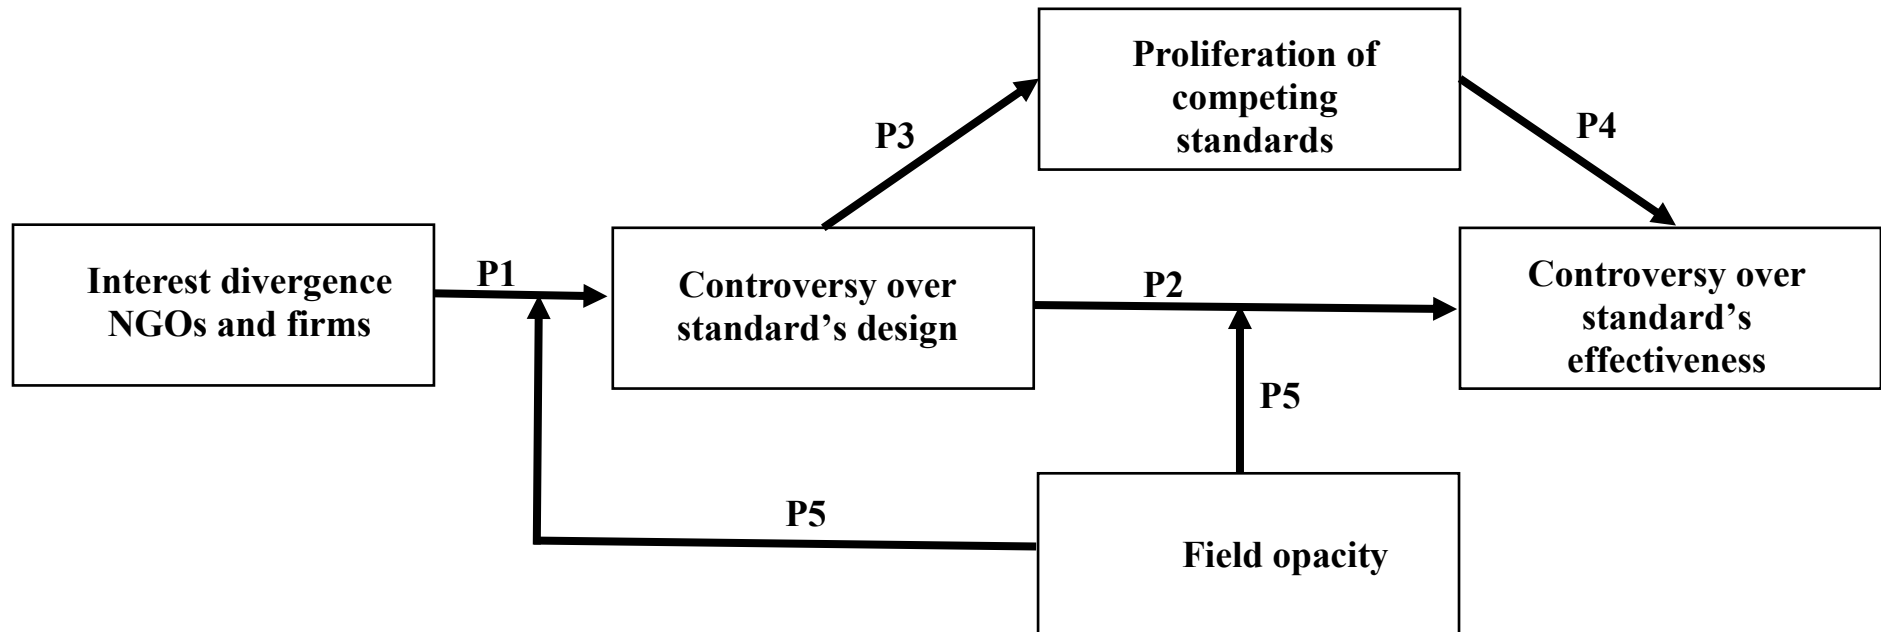 Proliferation of
competing
standards
P3
P4
Interest divergence
NGOs and firms
P1
Controversy over
standard’s design
P2
Controversy over
standard’s
effectiveness
P5
P5
Field opacity